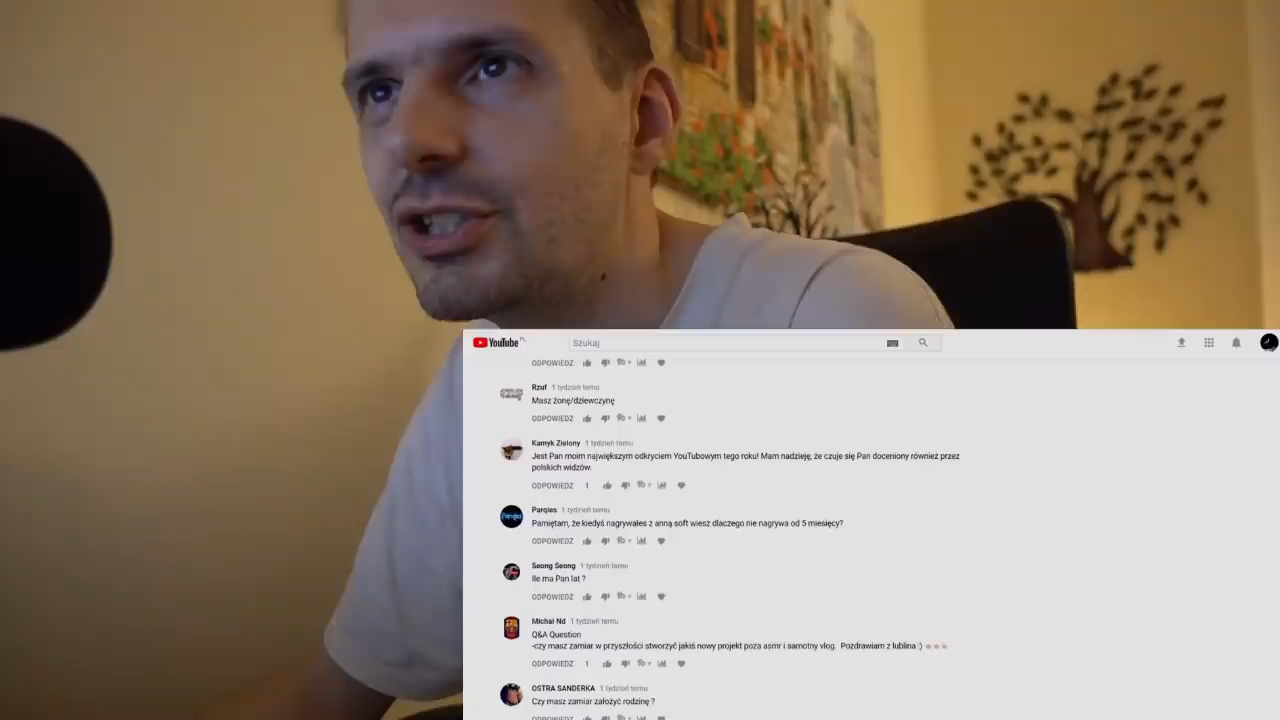 YouTube PL
Szukaj
ODPOWIEDZ
Rzuf 1 tydzień temu
Masz żonę/dziewczynę
ODPOWIEDZ
Kamyk Zielony 1 tydzień temu
Jest Pan moim największym odkryciem YouTubowym tego roku! Mam nadzieję, że czuje się Pan doceniony również przez
polskich widzów.
ODPOWIEDZ 1
Parqies 1 tydzień temu
Pamiętam, że kiedyś nagrywałes z anną soft wiesz dlaczego nie nagrywa od 5 miesięcy?
ODPOWIEDZ
Seong Seong 1 tydzień temu
Ile ma Pan lat ?
ODPOWIEDZ
Michał Nd 1 tydzień temu
Q&A Question
-czy masz zamiar w przyszłości stworzyć jakiś nowy projekt poza asmr i samotny vlog. Pozdrawiam z lublina :)
ODPOWIEDZ 1
OSTRA SANDERKA 1 tydzień temu
Czy masz zamiar założyć rodzinę ?
ODPOWIEDZ